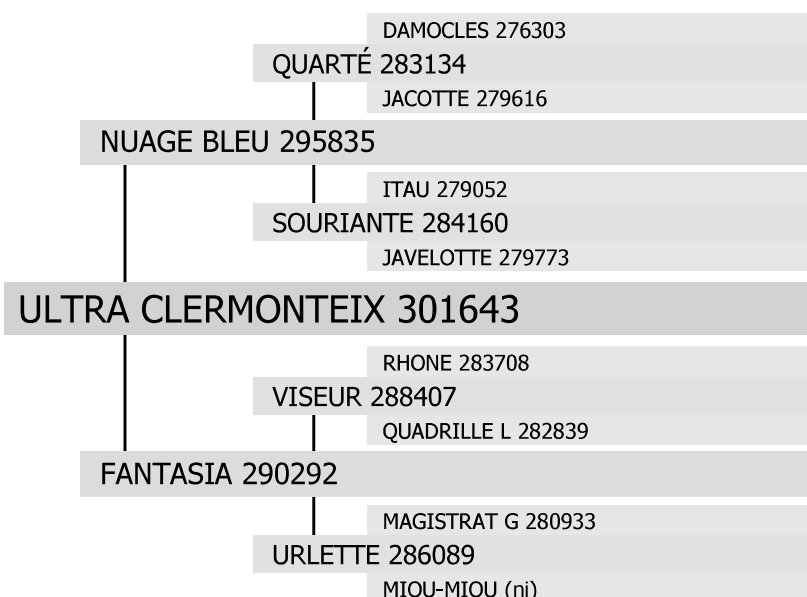 DAMOCLES 276303
QUARTÉ 283134
JACOTTE 279616
NUAGE BLEU 295835
ITAU 279052
SOURIANTE 284160
JAVELOTTE 279773
ULTRA CLERMONTEIX 301643
RHONE 283708
VISEUR 288407
QUADRILLE L 282839
FANTASIA 290292
MAGISTRAT G 280933
URLETTE 286089
MIOU-MIOU (ni)